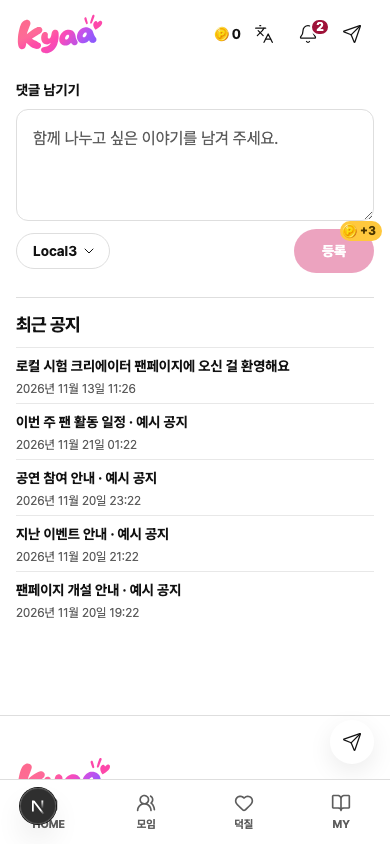 Kyaa
0
2
댓글 남기기
함께 나누고 싶은 이야기를 남겨 주세요.
+3
Local3
등록
최근 공지
로컬 시험 크리에이터 팬페이지에 오신 걸 환영해요
2026년 11월 13일 11:26
이번 주 팬 활동 일정 · 예시 공지
2026년 11월 21일 01:22
공연 참여 안내 · 예시 공지
2026년 11월 20일 23:22
지난 이벤트 안내 · 예시 공지
2026년 11월 20일 21:22
팬페이지 개설 안내 · 예시 공지
2026년 11월 20일 19:22
Kyaa
N
HOME
모임
덕질
MY